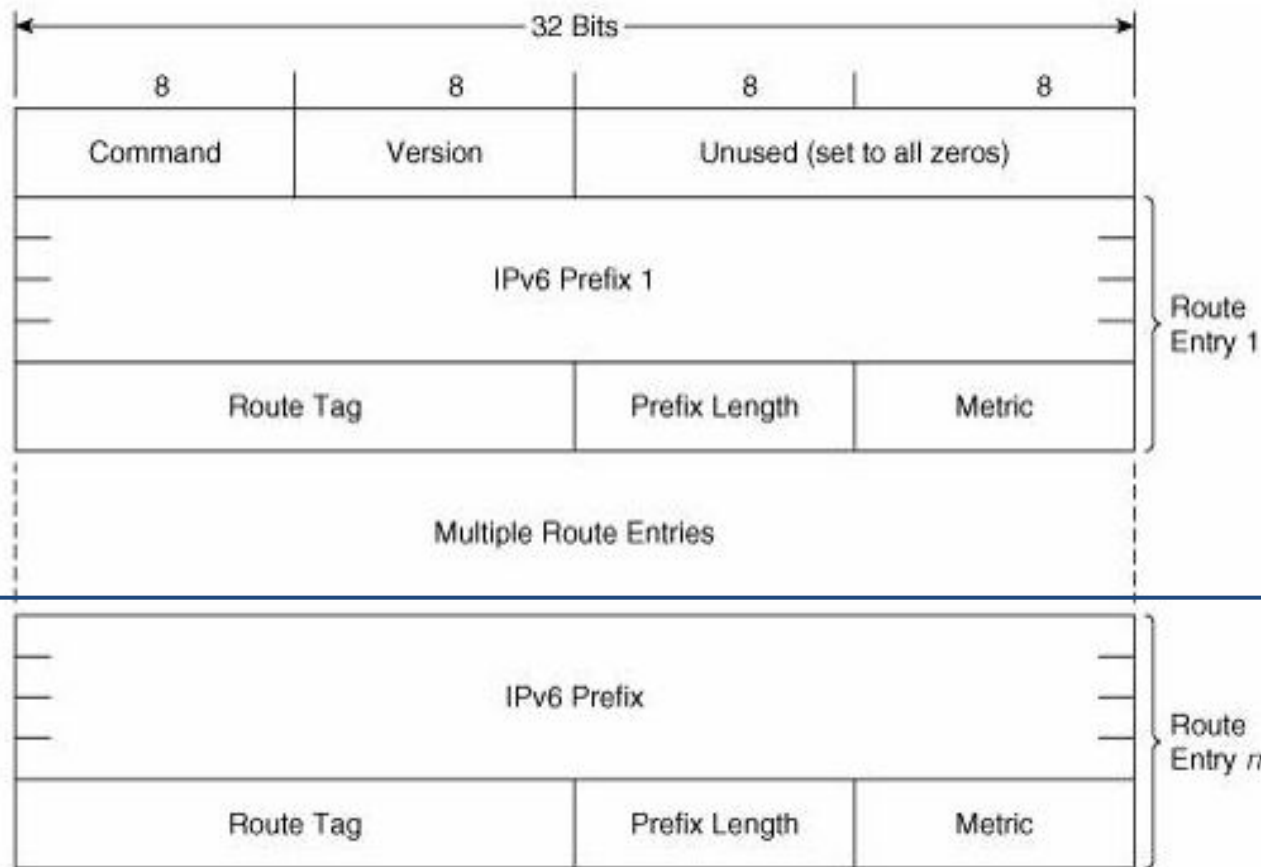 32 Bits
8 8 8 8
Command Version Unused (set to all zeros)
IPv6 Prefix 1
Route
Entry 1
Route Tag Prefix Length Metric
Multiple Route Entries
IPv6 Prefix
Route
Entry n
Route Tag Prefix Length Metric